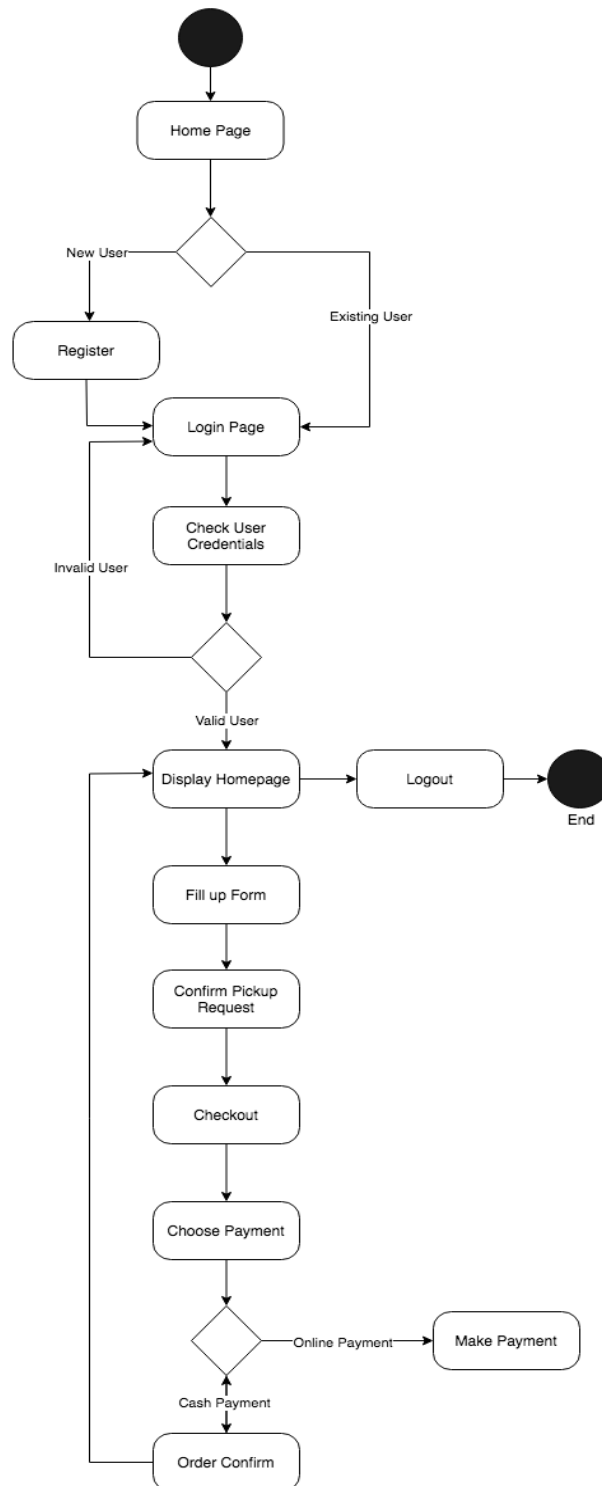 Home Page
New User
Existing User
Register
Login Page
Check User
Credentials
Invalid User
Valid User
Display Homepage
Logout
End
Fill up Form
Confirm Pickup
Request
Checkout
Choose Payment
Online Payment
Make Payment
Cash Payment
Order Confirm